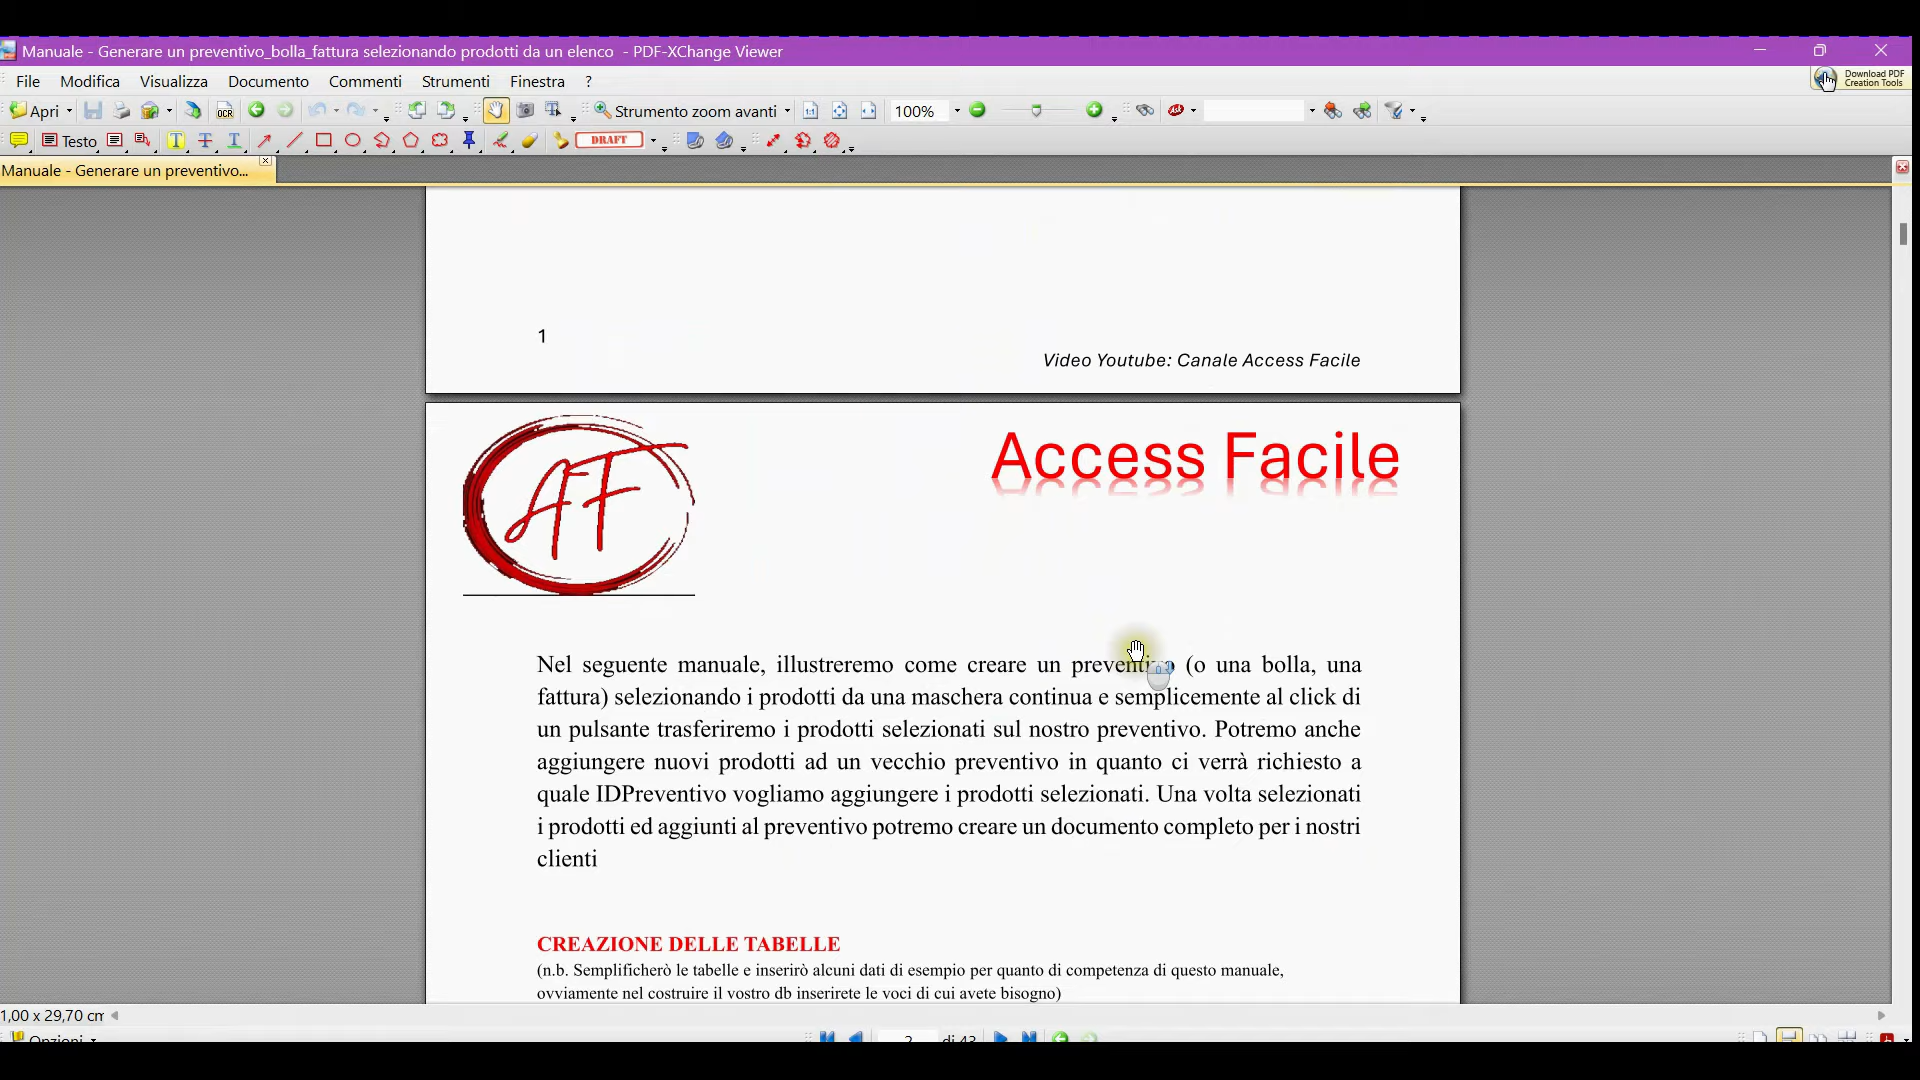 Manuale - Generare un preventivo_bolla_fattura selezionando prodotti da un elenco - PDF-XChange Viewer
File Modifica Visualizza Documento Commenti Strumenti Finestra ?
Download PDF
Creation Tools
Apri OCR Strumento zoom avanti 1:1 100%
Testo T T T DRAFT
Manuale - Generare un preventivo...
1
Video Youtube: Canale Access Facile
AF
Access Facile
Nel seguente manuale, illustreremo come creare un preventivo (o una bolla, una
fattura) selezionando i prodotti da una maschera continua e semplicemente al click di
un pulsante trasferiremo i prodotti selezionati sul nostro preventivo. Potremo anche
aggiungere nuovi prodotti ad un vecchio preventivo in quanto ci verrà richiesto a
quale IDPreventivo vogliamo aggiungere i prodotti selezionati. Una volta selezionati
i prodotti ed aggiunti al preventivo potremo creare un documento completo per i nostri
clienti
CREAZIONE DELLE TABELLE
(n.b. Semplificherò le tabelle e inserirò alcuni dati di esempio per quanto di competenza di questo manuale,
ovviamente nel costruire il vostro db inserirete le voci di cui avete bisogno)
1,00 x 29,70 cm
Opzioni 2 di 43